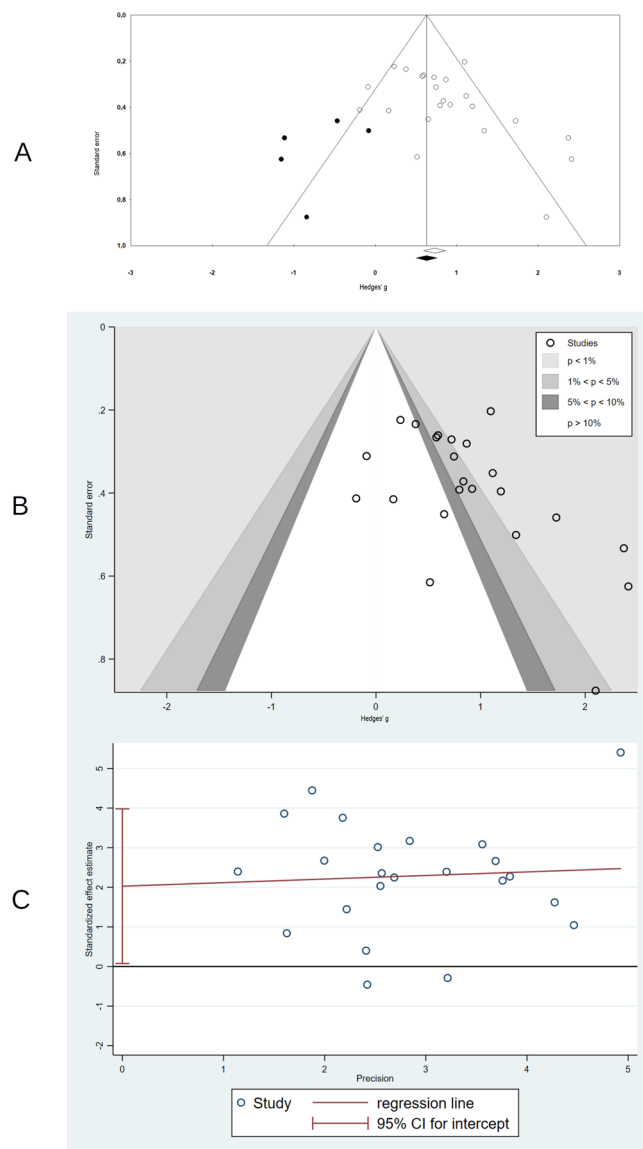 A
Standard error
0,0
0,2
0,4
0,6
0,8
1,0
-3
-2
-1
0
1
2
3
Hedges' g
B
Standard error
0
.2
.4
.6
.8
Studies
p < 1%
1% < p < 5%
5% < p < 10%
p > 10%
-2
-1
0
1
2
Hedges' g
C
Standardized effect estimate
5
4
3
2
1
0
-1
-2
0
1
2
3
4
5
Precision
Study
regression line
95% CI for intercept